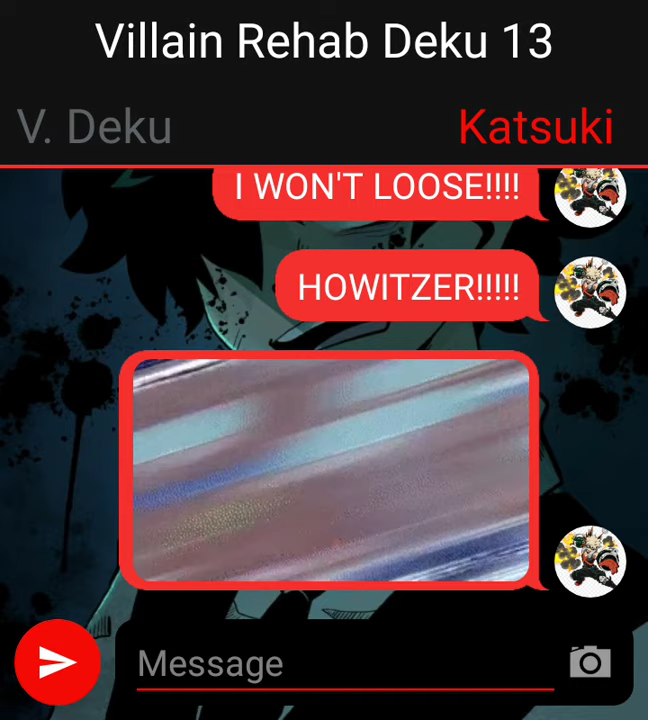 Villain Rehab Deku 13
V. Deku
Katsuki
I WON'T LOOSE!!!!
HOWITZER!!!!!
Message